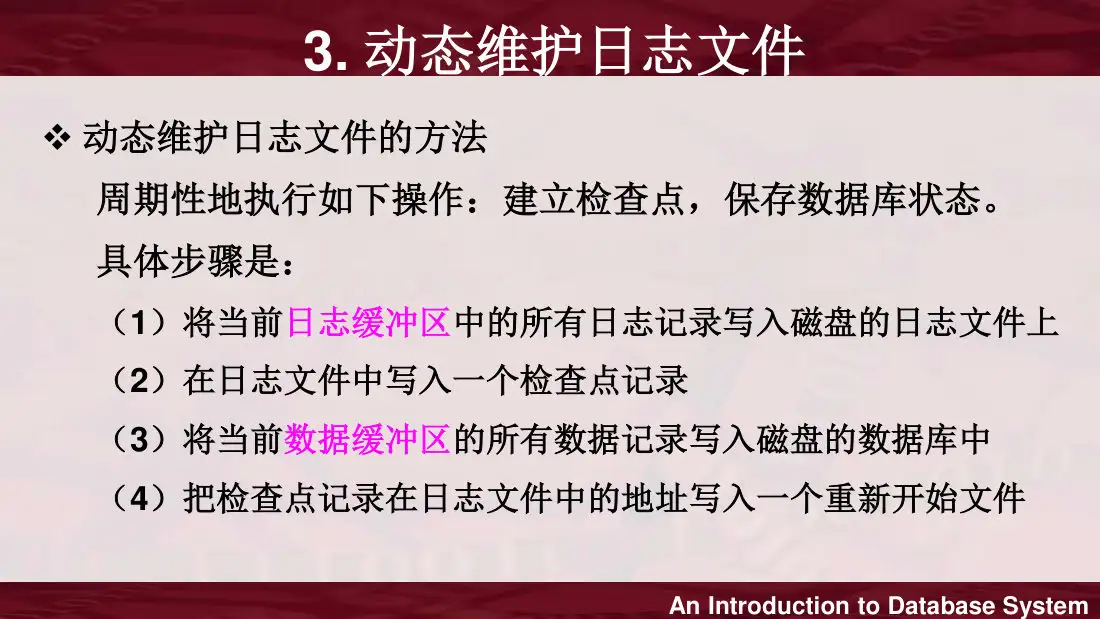 3. 动态维护日志文件
❖ 动态维护日志文件的方法
周期性地执行如下操作：建立检查点，保存数据库状态。
具体步骤是：
（1）将当前日志缓冲区中的所有日志记录写入磁盘的日志文件上
（2）在日志文件中写入一个检查点记录
（3）将当前数据缓冲区的所有数据记录写入磁盘的数据库中
（4）把检查点记录在日志文件中的地址写入一个重新开始文件
An Introduction to Database System